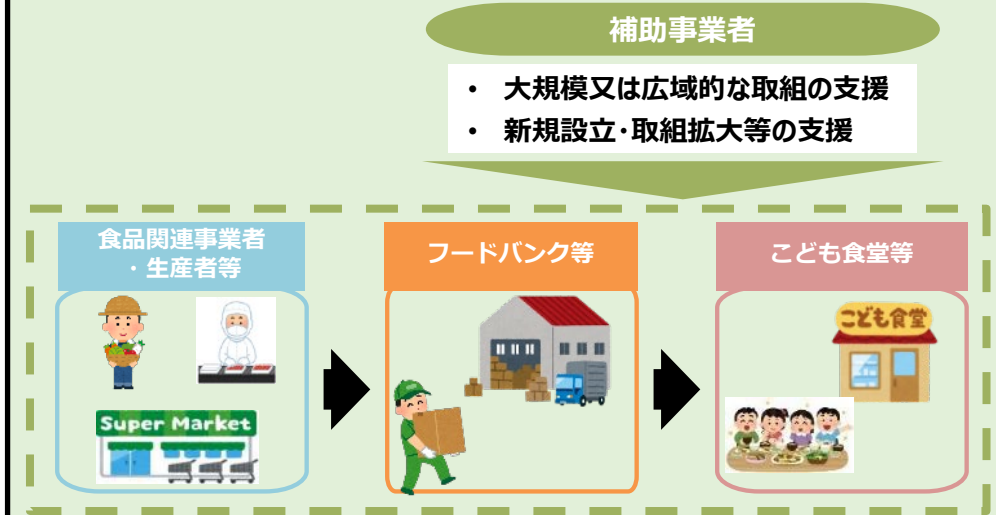 補助事業者
• 大規模又は広域的な取組の支援
• 新規設立・取組拡大等の支援
食品関連事業者
・生産者等
フードバンク等
こども食堂等
Super Market
こども食堂